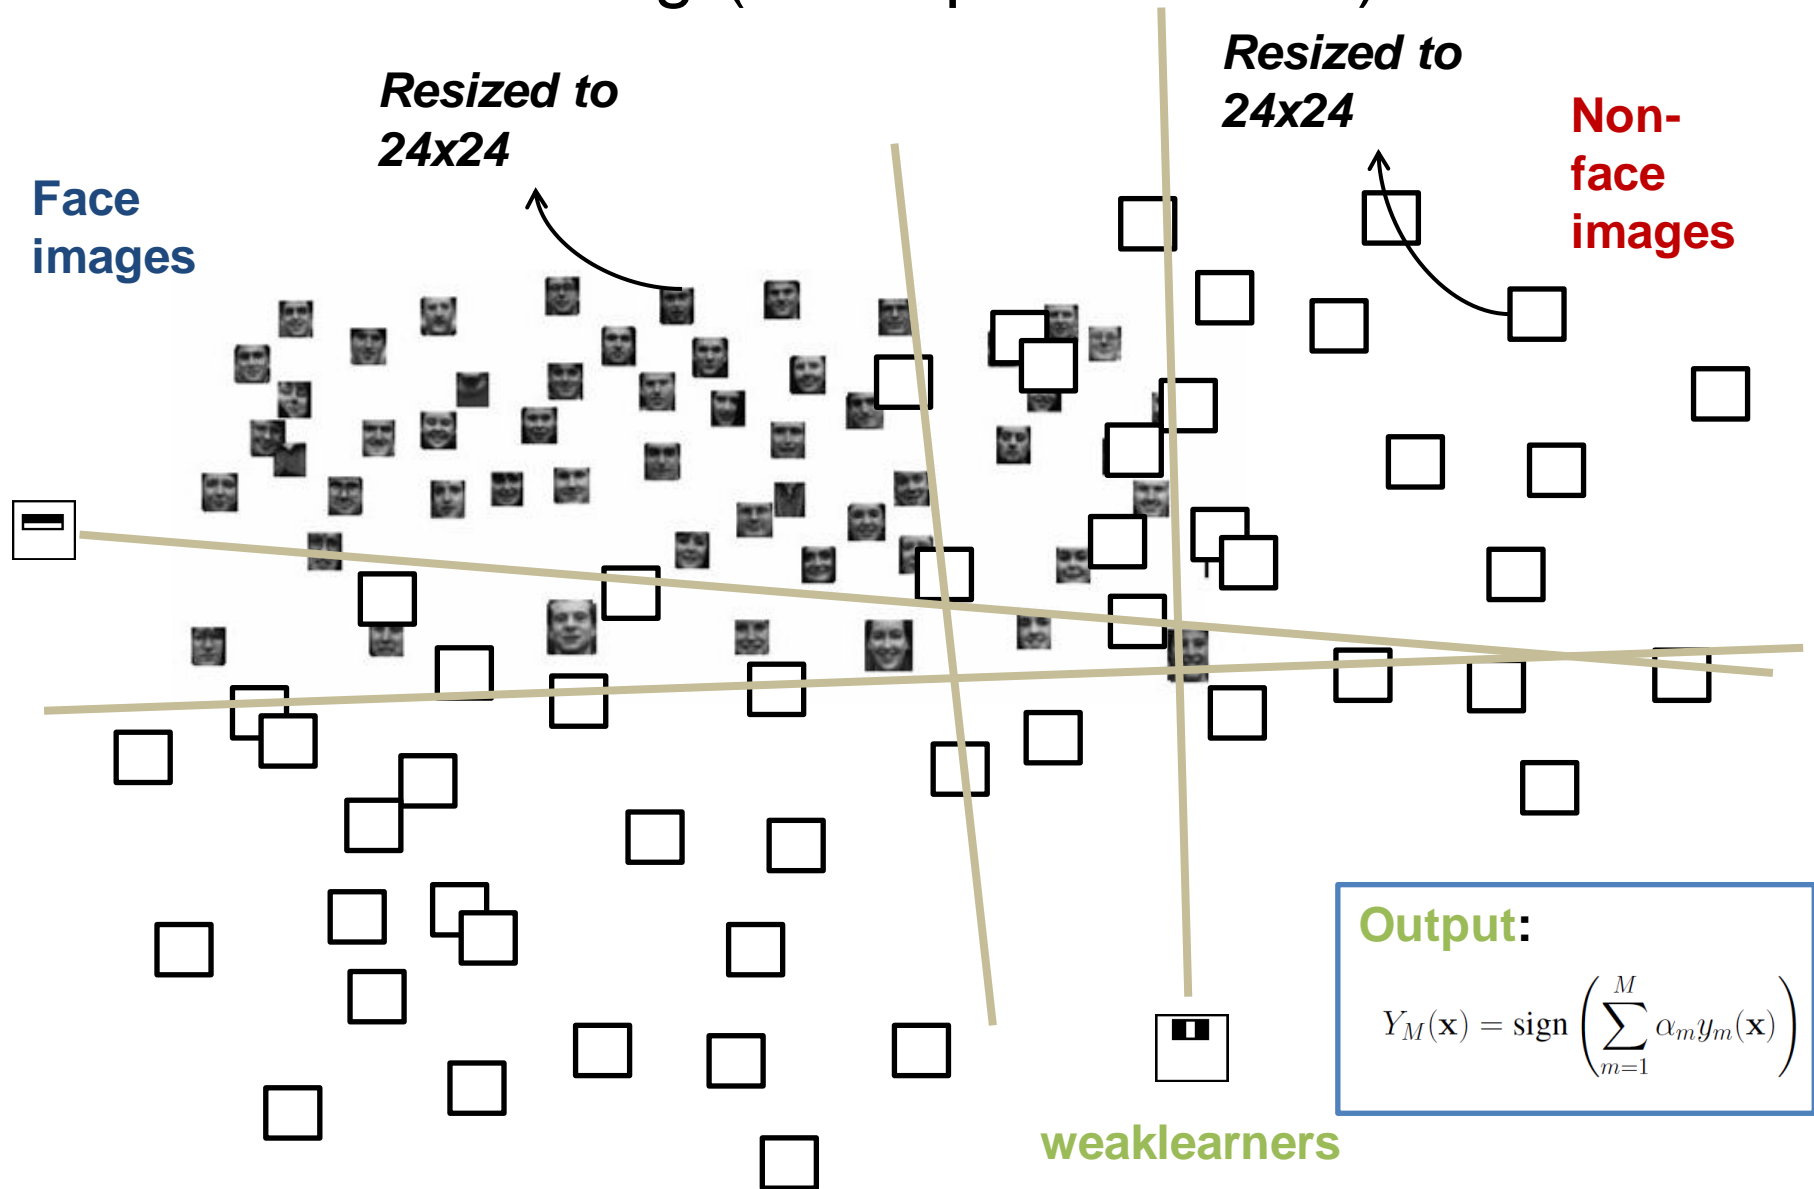 Resized to
24x24
Resized to
24x24
Face
images
Non-
face
images
Output:
Y_M(x) = sign ( ∑_{m=1}^{M} α_m y_m(x) )
weaklearners